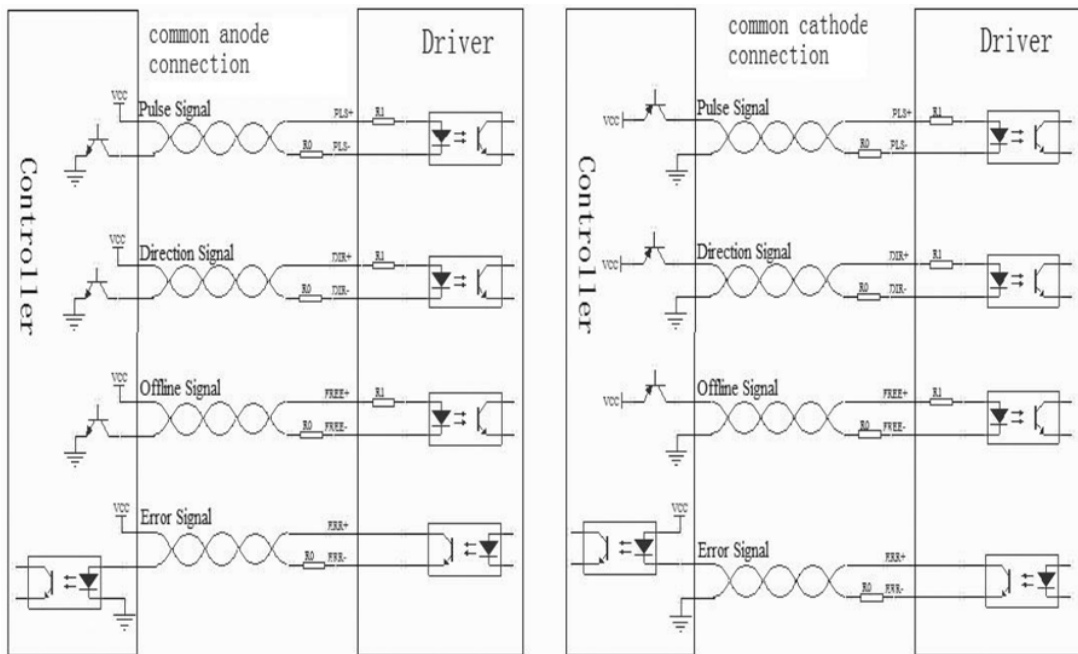 common anode
connection
Driver
Controller
VCC
Pulse Signal
PLS+
R1
R0
PLS-
VCC
Direction Signal
DIR+
R1
R0
DIR-
VCC
Offline Signal
FREE+
R1
R0
FREE-
VCC
Error Signal
ERR+
R0
ERR-
common cathode
connection
Driver
Controller
VCC
Pulse Signal
PLS+
R1
R0
PLS-
VCC
Direction Signal
DIR+
R1
R0
DIR-
VCC
Offline Signal
FREE+
R1
R0
FREE-
VCC
Error Signal
ERR+
R0
ERR-